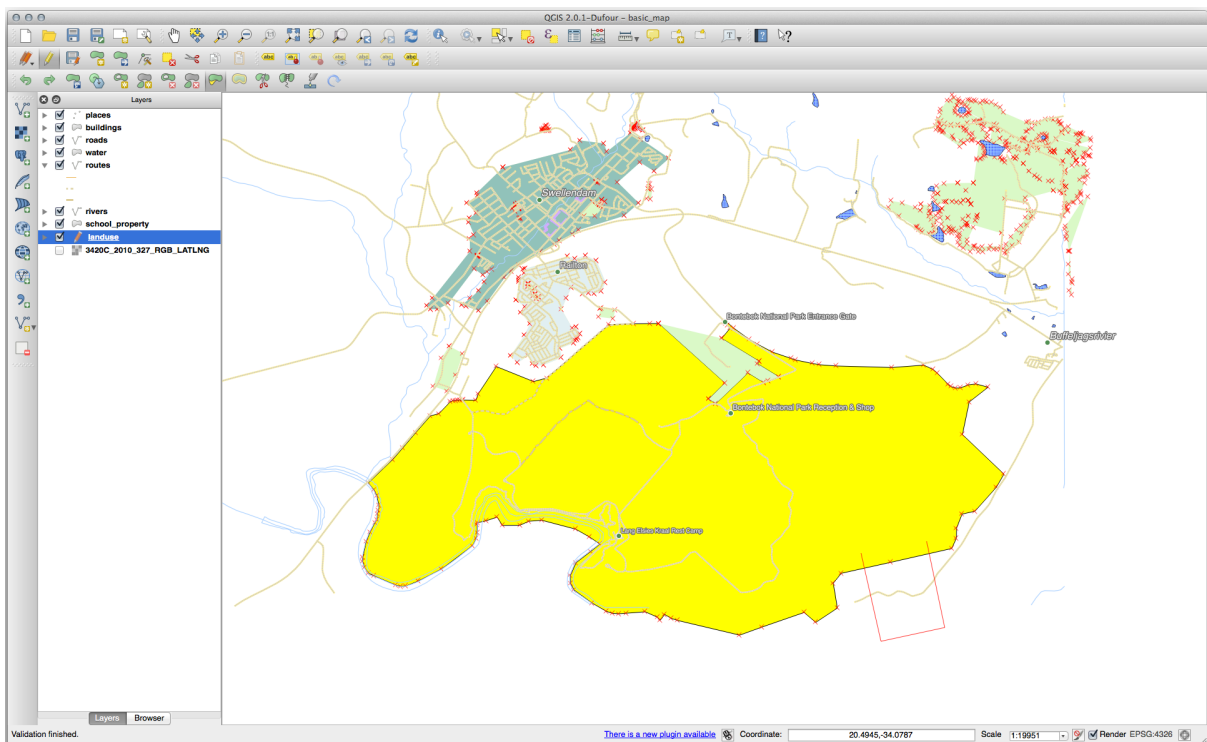 QGIS 2.0.1-Dufour - basic_map
Layers
places
buildings
roads
water
routes
rivers
school_property
landuse
3420C_2010_327_RGB_LATLNG
Swellendam
Railton
Bontebok National Park Entrance Gate
Buffeljagsrivier
Bontebok National Park Reception & Shop
Lang Elsies Kraal Rest Camp
Layers Browser
Validation finished. There is a new plugin available Coordinate: 20.4945,-34.0787 Scale 1:19951 Render EPSG:4326